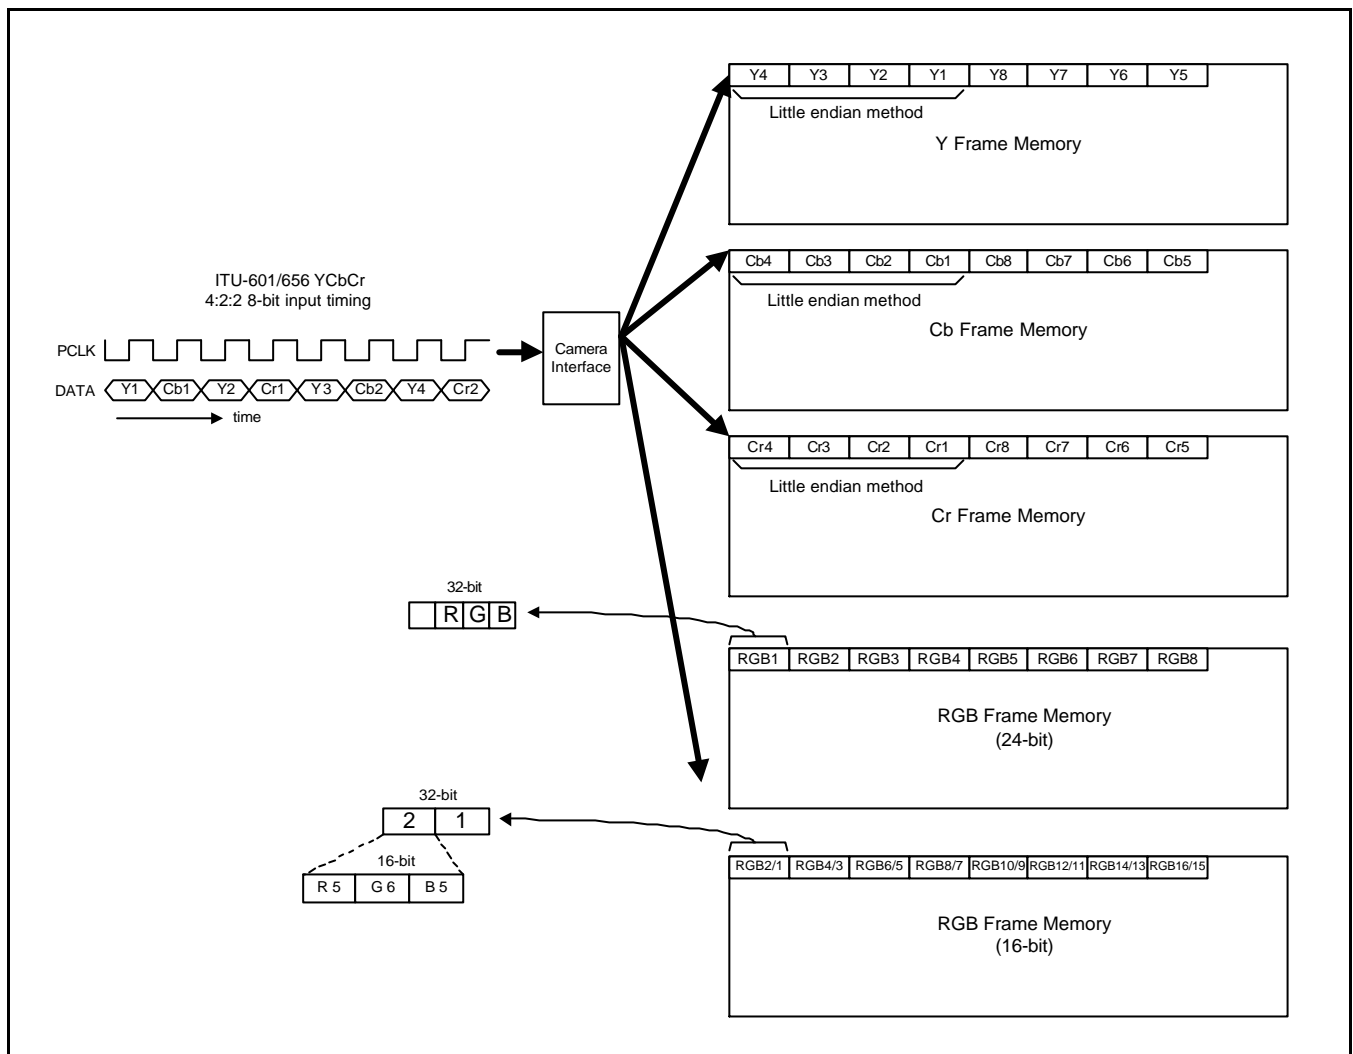 Y4 Y3 Y2 Y1 Y8 Y7 Y6 Y5
Little endian method
Y Frame Memory
Cb4 Cb3 Cb2 Cb1 Cb8 Cb7 Cb6 Cb5
Little endian method
Cb Frame Memory
ITU-601/656 YCbCr
4:2:2 8-bit input timing
PCLK
DATA Y1 Cb1 Y2 Cr1 Y3 Cb2 Y4 Cr2
time
Camera
Interface
Cr4 Cr3 Cr2 Cr1 Cr8 Cr7 Cr6 Cr5
Little endian method
Cr Frame Memory
32-bit
R G B
RGB1 RGB2 RGB3 RGB4 RGB5 RGB6 RGB7 RGB8
RGB Frame Memory
(24-bit)
32-bit
2 1
16-bit
R 5 G 6 B 5
RGB2/1 RGB4/3 RGB6/5 RGB8/7 RGB10/9 RGB12/11 RGB14/13 RGB16/15
RGB Frame Memory
(16-bit)